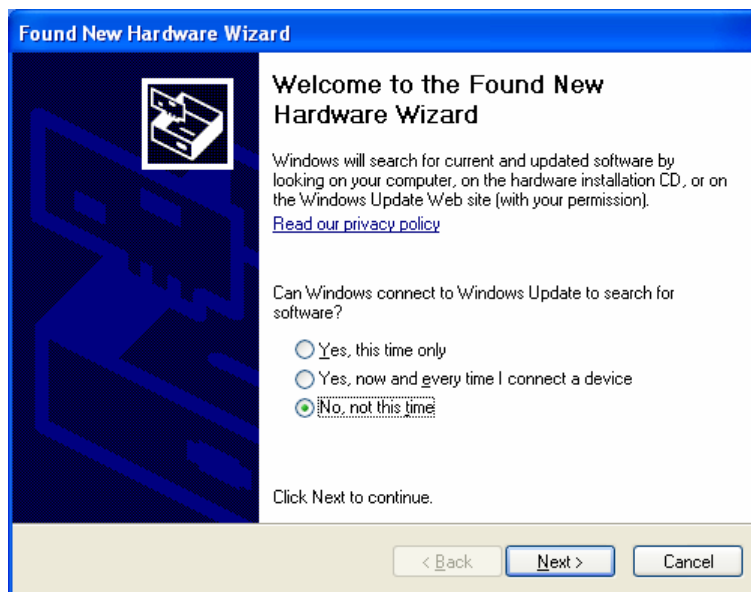 Found New Hardware Wizard
Welcome to the Found New
Hardware Wizard
Windows will search for current and updated software by
looking on your computer, on the hardware installation CD, or on
the Windows Update Web site (with your permission).
Read our privacy policy
Can Windows connect to Windows Update to search for
software?
Yes, this time only
Yes, now and every time I connect a device
No, not this time
Click Next to continue.
< Back
Next >
Cancel